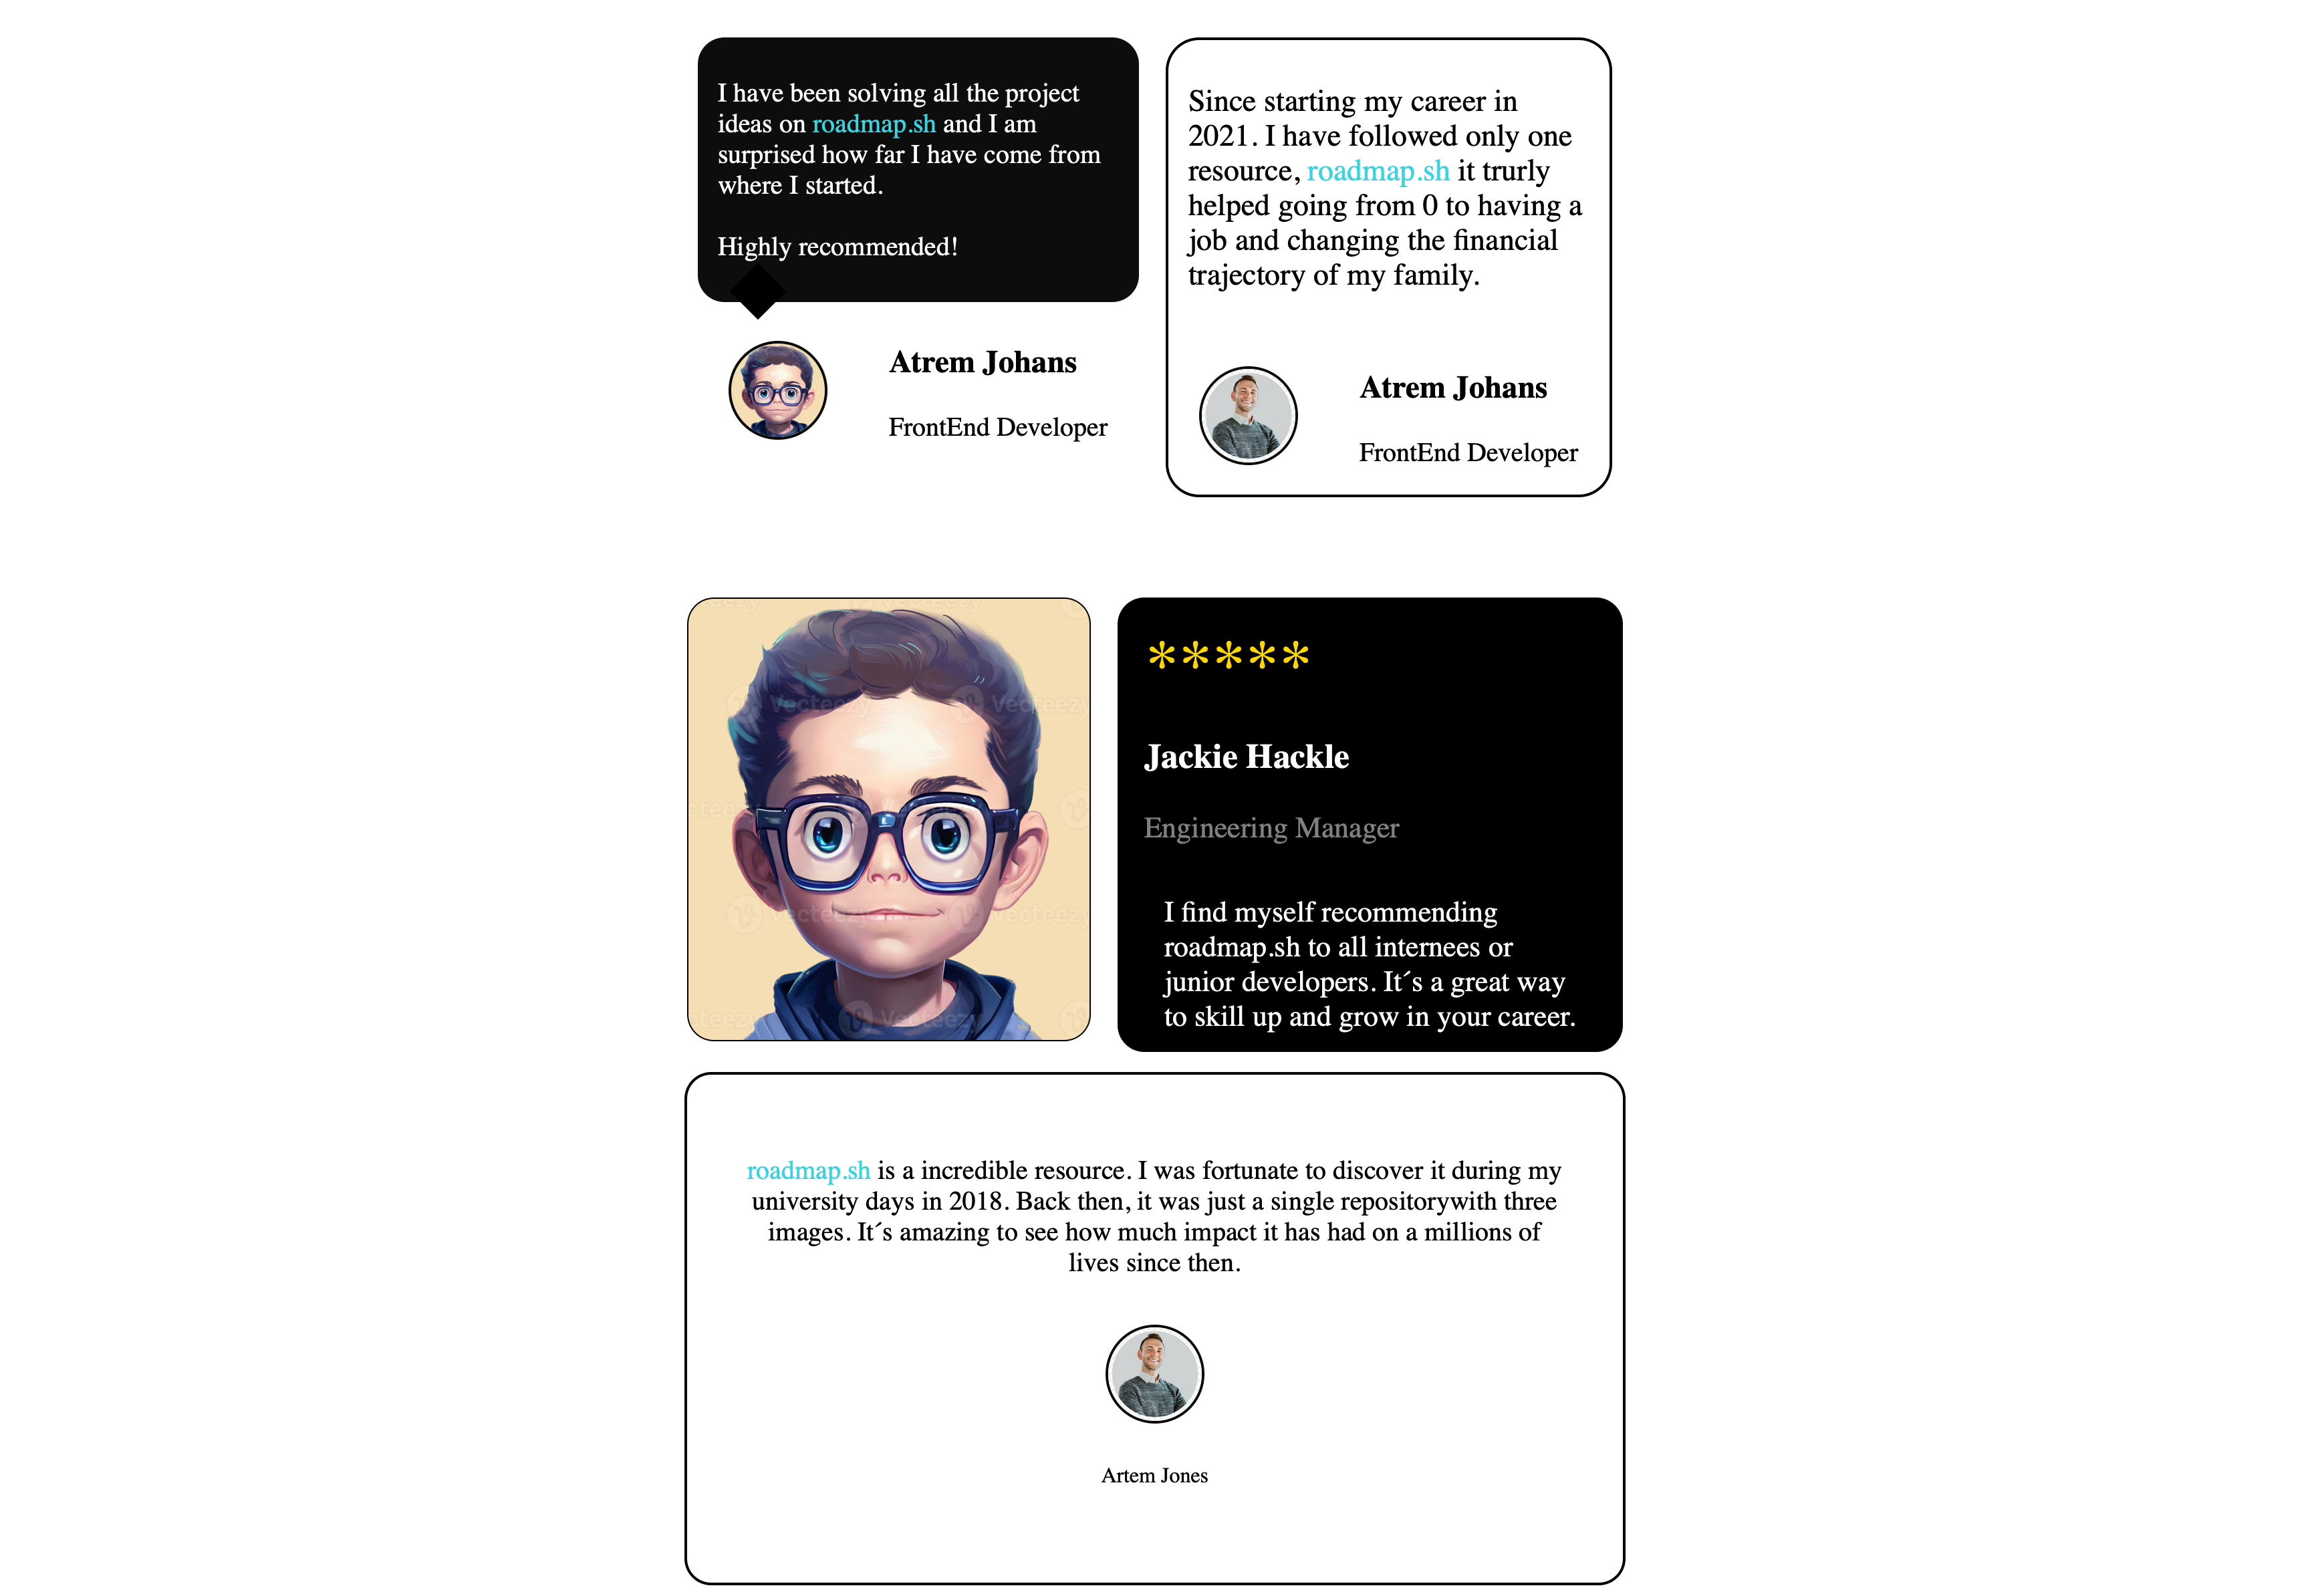 I have been solving all the project
ideas on roadmap.sh and I am
surprised how far I have come from
where I started.
Highly recommended!
Atrem Johans
FrontEnd Developer
Since starting my career in
2021. I have followed only one
resource, roadmap.sh it trurly
helped going from 0 to having a
job and changing the financial
trajectory of my family.
Atrem Johans
FrontEnd Developer
Vecteezy Vecteezy
Vecteezy Vecteezy
Vecteezy
*****
Jackie Hackle
Engineering Manager
I find myself recommending
roadmap.sh to all internees or
junior developers. It´s a great way
to skill up and grow in your career.
roadmap.sh is a incredible resource. I was fortunate to discover it during my
university days in 2018. Back then, it was just a single repositorywith three
images. It´s amazing to see how much impact it has had on a millions of
lives since then.
Artem Jones